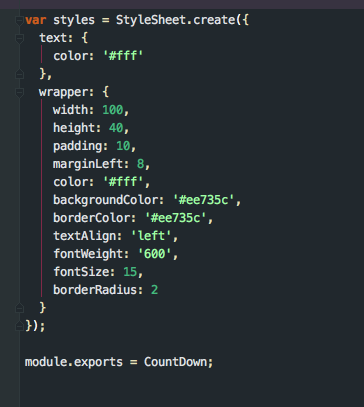 var styles = StyleSheet.create({
  text: {
    color: '#fff'
  },
  wrapper: {
    width: 100,
    height: 40,
    padding: 10,
    marginLeft: 8,
    color: '#fff',
    backgroundColor: '#ee735c',
    borderColor: '#ee735c',
    textAlign: 'left',
    fontWeight: '600',
    fontSize: 15,
    borderRadius: 2
  }
});

module.exports = CountDown;